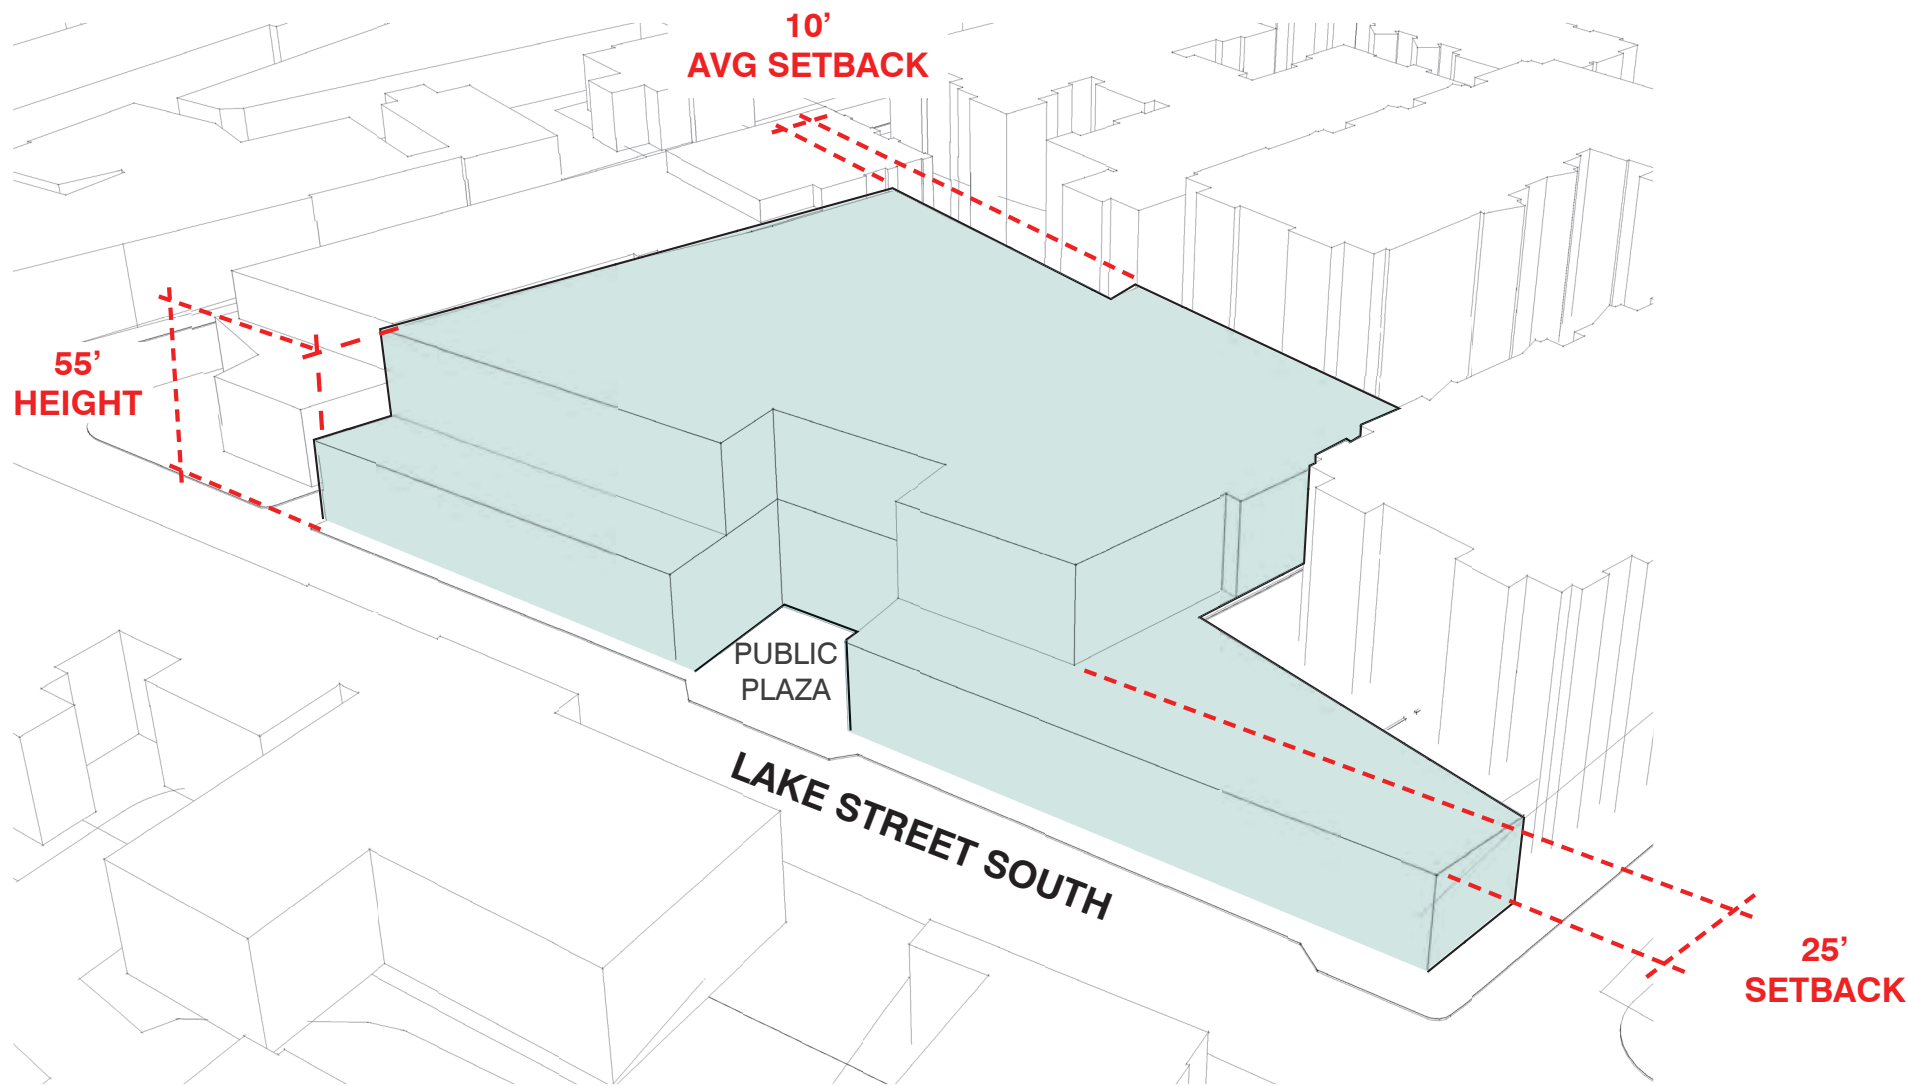 10’
AVG SETBACK
55’
HEIGHT
PUBLIC
PLAZA
LAKE STREET SOUTH
25’
SETBACK